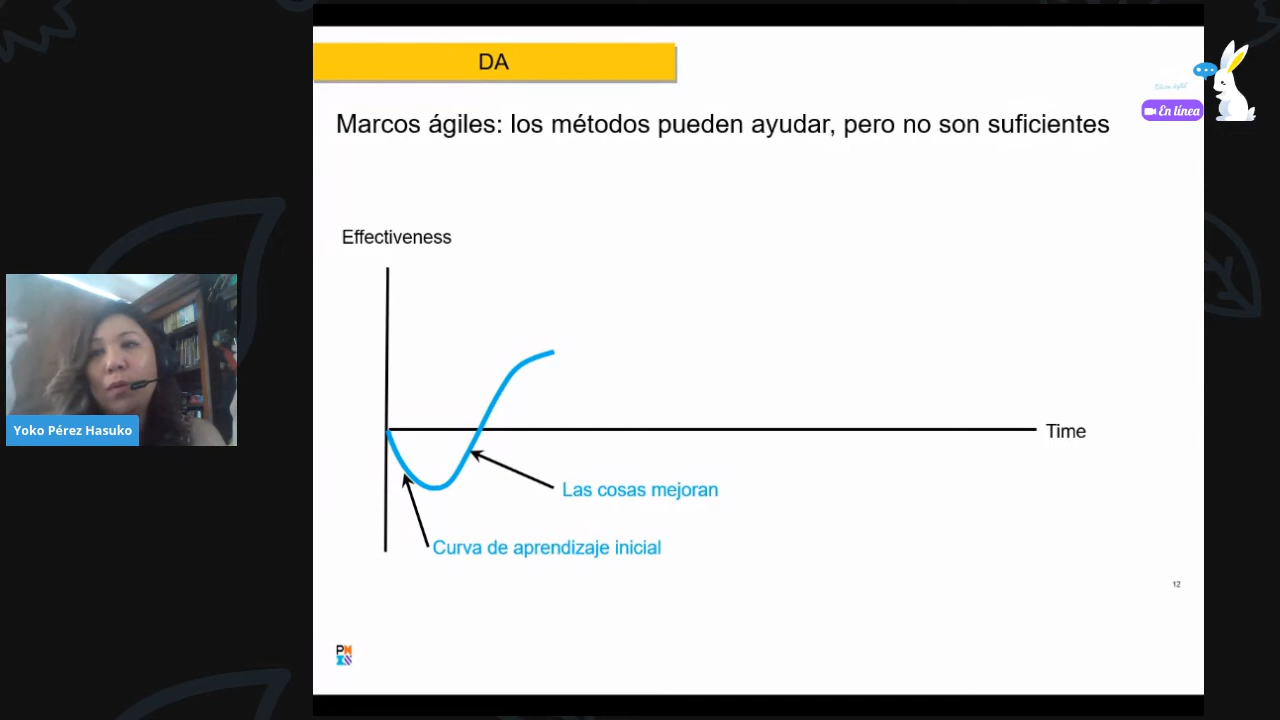 DA
Marcos ágiles: los métodos pueden ayudar, pero no son suficientes
En línea
Effectiveness
Time
Las cosas mejoran
Curva de aprendizaje inicial
Yoko Pérez Hasuko
12
PM